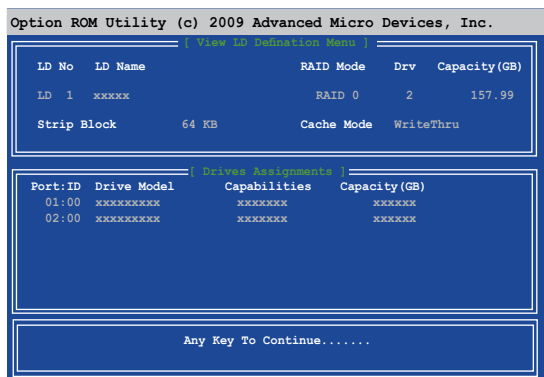 Option ROM Utility (c) 2009 Advanced Micro Devices, Inc.
[ View LD Defination Menu ]
LD No LD Name RAID Mode Drv Capacity(GB)
LD 1 xxxxx RAID 0 2 157.99
Strip Block 64 KB Cache Mode WriteThru
[ Drives Assignments ]
Port:ID Drive Model Capabilities Capacity(GB)
01:00 xxxxxxxxx xxxxxxx xxxxxx
02:00 xxxxxxxxx xxxxxxx xxxxxx
Any Key To Continue.......